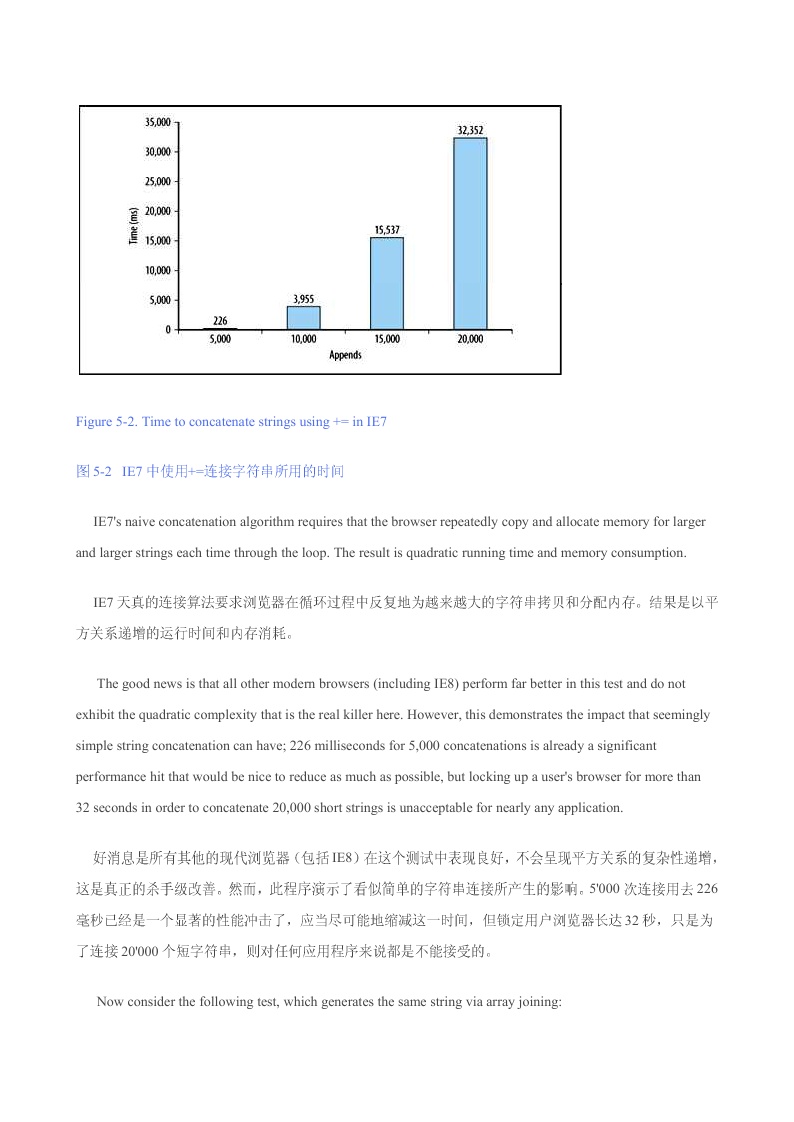 35,000
32,352
30,000
25,000
20,000
Time (ms)
15,537
15,000
10,000
3,955
5,000
226
0
5,000 10,000 15,000 20,000
Appends
Figure 5-2. Time to concatenate strings using += in IE7
图 5-2 IE7 中使用+=连接字符串所用的时间
IE7's naive concatenation algorithm requires that the browser repeatedly copy and allocate memory for larger
and larger strings each time through the loop. The result is quadratic running time and memory consumption.
IE7 天真的连接算法要求浏览器在循环过程中反复地为越来越大的字符串拷贝和分配内存。结果是以平
方关系递增的运行时间和内存消耗。
The good news is that all other modern browsers (including IE8) perform far better in this test and do not
exhibit the quadratic complexity that is the real killer here. However, this demonstrates the impact that seemingly
simple string concatenation can have; 226 milliseconds for 5,000 concatenations is already a significant
performance hit that would be nice to reduce as much as possible, but locking up a user's browser for more than
32 seconds in order to concatenate 20,000 short strings is unacceptable for nearly any application.
好消息是所有其他的现代浏览器（包括 IE8）在这个测试中表现良好，不会呈现平方关系的复杂性递增，
这是真正的杀手级改善。然而，此程序演示了看似简单的字符串连接所产生的影响。5'000 次连接用去 226
毫秒已经是一个显著的性能冲击了，应当尽可能地缩减这一时间，但锁定用户浏览器长达 32 秒，只是为
了连接 20'000 个短字符串，则对任何应用程序来说都是不能接受的。
Now consider the following test, which generates the same string via array joining: